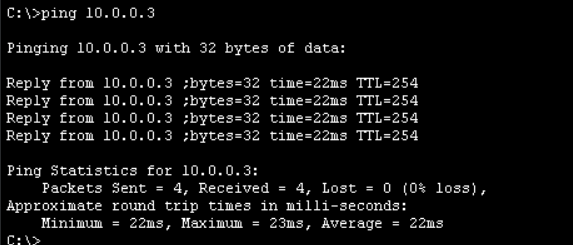 C:\>ping 10.0.0.3
Pinging 10.0.0.3 with 32 bytes of data:
Reply from 10.0.0.3 ;bytes=32 time=22ms TTL=254
Reply from 10.0.0.3 ;bytes=32 time=22ms TTL=254
Reply from 10.0.0.3 ;bytes=32 time=22ms TTL=254
Reply from 10.0.0.3 ;bytes=32 time=22ms TTL=254
Ping Statistics for 10.0.0.3:
Packets Sent = 4, Received = 4, Lost = 0 (0% loss),
Approximate round trip times in milli-seconds:
Minimum = 22ms, Maximum = 23ms, Average = 22ms
C:\>